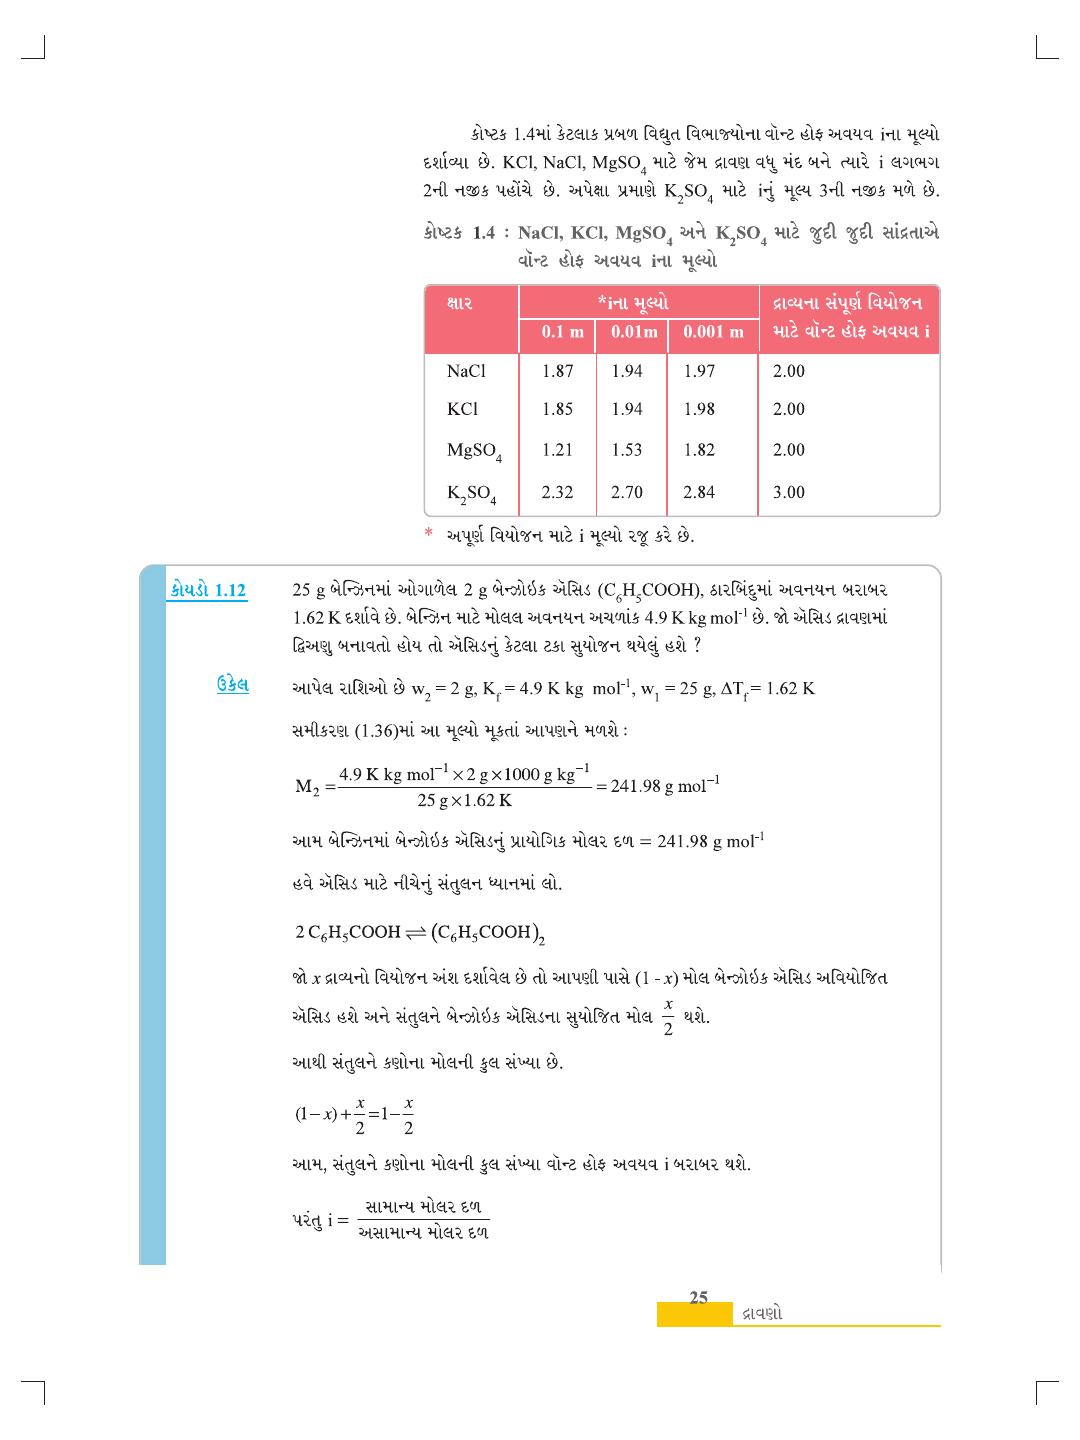 કોષ્ટક 1.4માં કેટલાક પ્રબળ વિદ્યુત વિભાજ્યોના વૉન્ટ હોફ અવયવ iના મૂલ્યો
દર્શાવ્યા છે. KCl, NaCl, MgSO₄ માટે જેમ દ્રાવણ વધુ મંદ બને ત્યારે i લગભગ
2ની નજીક પહોંચે છે. અપેક્ષા પ્રમાણે K₂SO₄ માટે iનું મૂલ્ય 3ની નજીક મળે છે.
કોષ્ટક 1.4 : NaCl, KCl, MgSO₄ અને K₂SO₄ માટે જુદી જુદી સાંદ્રતાએ
વૉન્ટ હોફ અવયવ iના મૂલ્યો
ક્ષાર *iના મૂલ્યો દ્રાવ્યના સંપૂર્ણ વિયોજન
0.1 m 0.01m 0.001 m માટે વૉન્ટ હોફ અવયવ i
NaCl 1.87 1.94 1.97 2.00
KCl 1.85 1.94 1.98 2.00
MgSO₄ 1.21 1.53 1.82 2.00
K₂SO₄ 2.32 2.70 2.84 3.00
* અપૂર્ણ વિયોજન માટે i મૂલ્યો રજૂ કરે છે.
કોયડો 1.12 25 g બેન્ઝિનમાં ઓગાળેલ 2 g બેન્ઝોઇક ઍસિડ (C₆H₅COOH), ઠારબિંદુમાં અવનયન બરાબર
1.62 K દર્શાવે છે. બેન્ઝિન માટે મોલલ અવનયન અચળાંક 4.9 K kg mol⁻¹ છે. જો ઍસિડ દ્રાવણમાં
દ્વિઅણુ બનાવતો હોય તો ઍસિડનું કેટલા ટકા સુયોજન થયેલું હશે ?
ઉકેલ આપેલ રાશિઓ છે w₂ = 2 g, K_f = 4.9 K kg mol⁻¹, w₁ = 25 g, ΔT_f = 1.62 K
સમીકરણ (1.36)માં આ મૂલ્યો મૂકતાં આપણને મળશે :
M₂ = (4.9 K kg mol⁻¹ × 2 g × 1000 g kg⁻¹) / (25 g × 1.62 K) = 241.98 g mol⁻¹
આમ બેન્ઝિનમાં બેન્ઝોઇક ઍસિડનું પ્રાયોગિક મોલર દળ = 241.98 g mol⁻¹
હવે ઍસિડ માટે નીચેનું સંતુલન ધ્યાનમાં લો.
2 C₆H₅COOH ⇌ (C₆H₅COOH)₂
જો x દ્રાવ્યનો વિયોજન અંશ દર્શાવેલ છે તો આપણી પાસે (1 - x) મોલ બેન્ઝોઇક ઍસિડ અવિયોજિત
ઍસિડ હશે અને સંતુલને બેન્ઝોઇક ઍસિડના સુયોજિત મોલ x/2 થશે.
આથી સંતુલને કણોના મોલની કુલ સંખ્યા છે.
(1 − x) + x/2 = 1 − x/2
આમ, સંતુલને કણોના મોલની કુલ સંખ્યા વૉન્ટ હોફ અવયવ i બરાબર થશે.
પરંતુ i = સામાન્ય મોલર દળ / અસામાન્ય મોલર દળ
25
દ્રાવણો